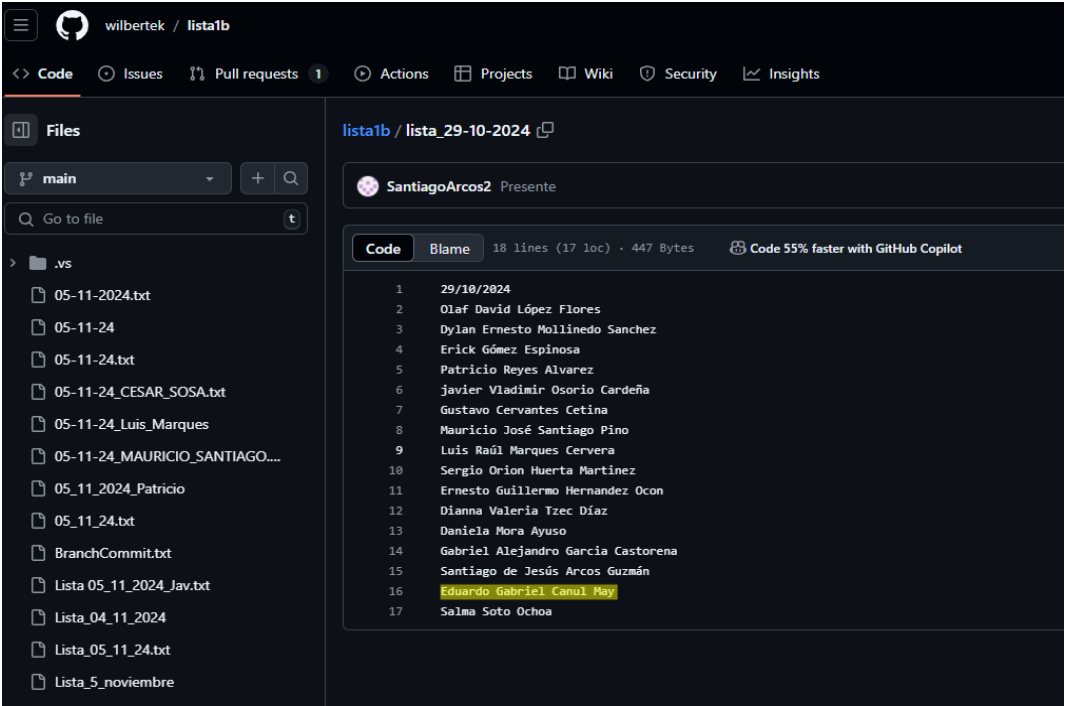 wilbertek / lista1b
Code
Issues
Pull requests 1
Actions
Projects
Wiki
Security
Insights
Files
main
Go to file
t
.vs
05-11-2024.txt
05-11-24
05-11-24.txt
05-11-24_CESAR_SOSA.txt
05-11-24_Luis_Marques
05-11-24_MAURICIO_SANTIAGO....
05_11_2024_Patricio
05_11_24.txt
BranchCommit.txt
Lista 05_11_2024_Jav.txt
Lista_04_11_2024
Lista_05_11_24.txt
Lista_5_noviembre
lista1b / lista_29-10-2024
SantiagoArcos2 Presente
Code Blame 18 lines (17 loc) · 447 Bytes Code 55% faster with GitHub Copilot
1 29/10/2024
2 Olaf David López Flores
3 Dylan Ernesto Mollinedo Sanchez
4 Erick Gómez Espinosa
5 Patricio Reyes Alvarez
6 javier Vladimir Osorio Cardeña
7 Gustavo Cervantes Cetina
8 Mauricio José Santiago Pino
9 Luis Raúl Marques Cervera
10 Sergio Orion Huerta Martinez
11 Ernesto Guillermo Hernandez Ocon
12 Dianna Valeria Tzec Díaz
13 Daniela Mora Ayuso
14 Gabriel Alejandro Garcia Castorena
15 Santiago de Jesús Arcos Guzmán
16 Eduardo Gabriel Canul May
17 Salma Soto Ochoa